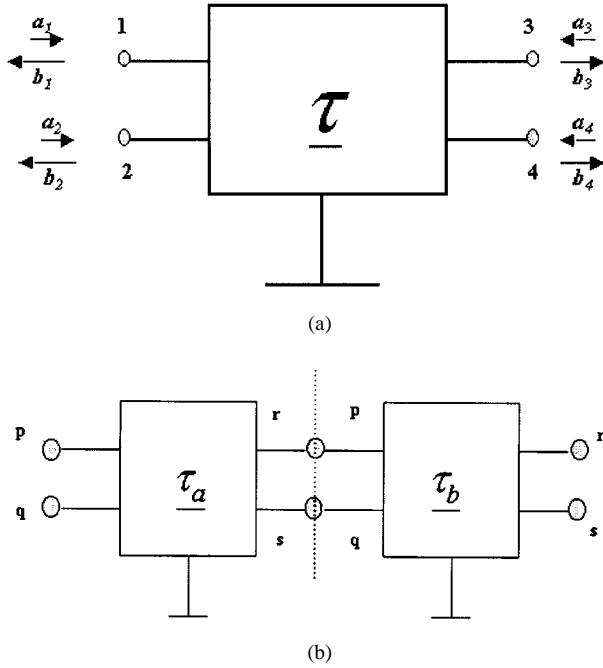 a1 1 3 a3
b1 b3
τ
a2 a4
b2 2 4 b4
(a)
p r p r
τa τb
q s q s
(b)